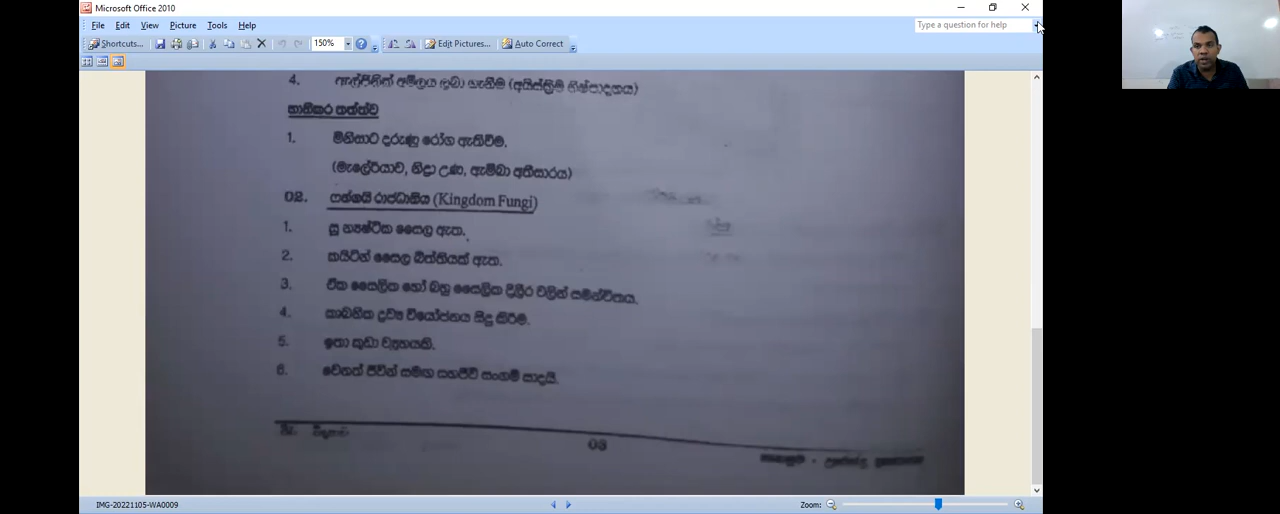 Microsoft Office 2010
File Edit View Picture Tools Help
Type a question for help
Shortcuts... 150% Edit Pictures... Auto Correct
4. ඇල්ජිනික් අම්ලය ලබා ගැනීම (අයිස්ක්‍රීම් නිෂ්පාදනය)
හානිකර තත්ත්ව
1. මිනිසාට දරුණු රෝග ඇතිවීම.
(මැලේරියාව, නිද්‍රා උණ, ඇමීබා අතීසාරය)
02. ෆන්ගයි රාජධානිය (Kingdom Fungi)
1. සු න්‍යෂ්ටික සෛල ඇත.
2. කයිටින් සෛල බිත්තියක් ඇත.
3. ඒක සෛලික හෝ බහු සෛලික දිලීර වලින් සමන්විතය.
4. කාබනික ද්‍රව්‍ය වියෝජනය සිදු කිරීම.
5. ඉතා කුඩා ව්‍යුහයකි.
6. වෙනත් ජීවීන් සමඟ සහජීවී සංගම් සාදයි.
03
IMG-20221105-WA0009
Zoom: